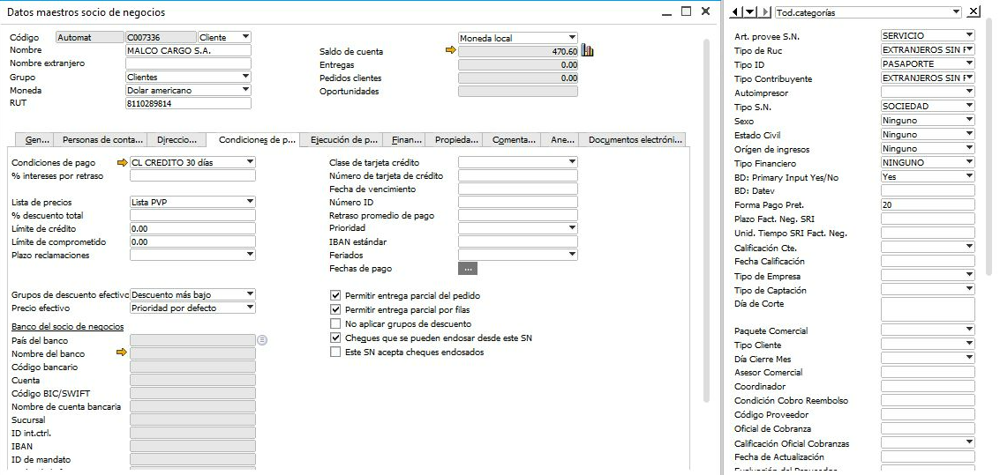 Datos maestros socio de negocios
Código Automat C007336 Cliente
Nombre MALCO CARGO S.A.
Nombre extranjero
Grupo Clientes
Moneda Dolar americano
RUT 8110289814
Moneda local
Saldo de cuenta 470.60
Entregas 0.00
Pedidos clientes 0.00
Oportunidades
Gen... Personas de conta... Direccio... Condiciones de p... Ejecución de p... Finan... Propieda... Comenta... Ane... Documentos electróni...
Condiciones de pago CL CREDITO 30 días
% intereses por retraso
Lista de precios Lista PVP
% descuento total
Límite de crédito 0.00
Límite de comprometido 0.00
Plazo reclamaciones
Grupos de descuento efectivo Descuento más bajo
Precio efectivo Prioridad por defecto
Banco del socio de negocios
País del banco
Nombre del banco
Código bancario
Cuenta
Código BIC/SWIFT
Nombre de cuenta bancaria
Sucursal
ID int.ctrl.
IBAN
ID de mandato
Clase de tarjeta crédito
Número de tarjeta de crédito
Fecha de vencimiento
Número ID
Retraso promedio de pago
Prioridad
IBAN estándar
Feriados
Fechas de pago ...
Permitir entrega parcial del pedido
Permitir entrega parcial por filas
No aplicar grupos de descuento
Cheques que se pueden endosar desde este SN
Este SN acepta cheques endosados
Tod.categorías
Art. provee S.N. SERVICIO
Tipo de Ruc EXTRANJEROS SIN
Tipo ID PASAPORTE
Tipo Contribuyente EXTRANJEROS SIN
Autoimpresor
Tipo S.N. SOCIEDAD
Sexo Ninguno
Estado Civil Ninguno
Orígen de ingresos Ninguno
Tipo Financiero NINGUNO
BD: Primary Input Yes/No Yes
BD: Datev
Forma Pago Pret. 20
Plazo Fact. Neg. SRI
Unid. Tiempo SRI Fact. Neg.
Calificación Cte.
Fecha Calificación
Tipo de Empresa
Tipo de Captación
Día de Corte
Paquete Comercial
Tipo Cliente
Día Cierre Mes
Asesor Comercial
Coordinador
Condición Cobro Reembolso
Código Proveedor
Oficial de Cobranza
Calificación Oficial Cobranzas
Fecha de Actualización